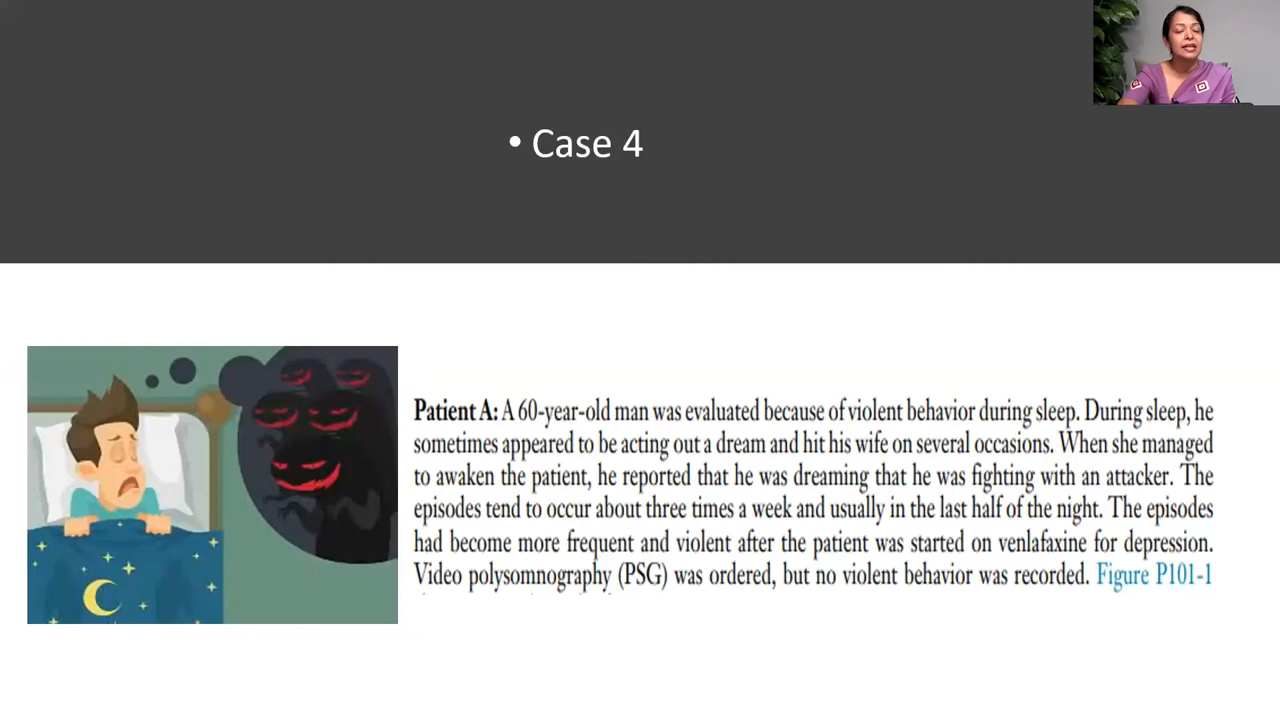 • Case 4
Patient A: A 60-year-old man was evaluated because of violent behavior during sleep. During sleep, he
sometimes appeared to be acting out a dream and hit his wife on several occasions. When she managed
to awaken the patient, he reported that he was dreaming that he was fighting with an attacker. The
episodes tend to occur about three times a week and usually in the last half of the night. The episodes
had become more frequent and violent after the patient was started on venlafaxine for depression.
Video polysomnography (PSG) was ordered, but no violent behavior was recorded. Figure P101-1